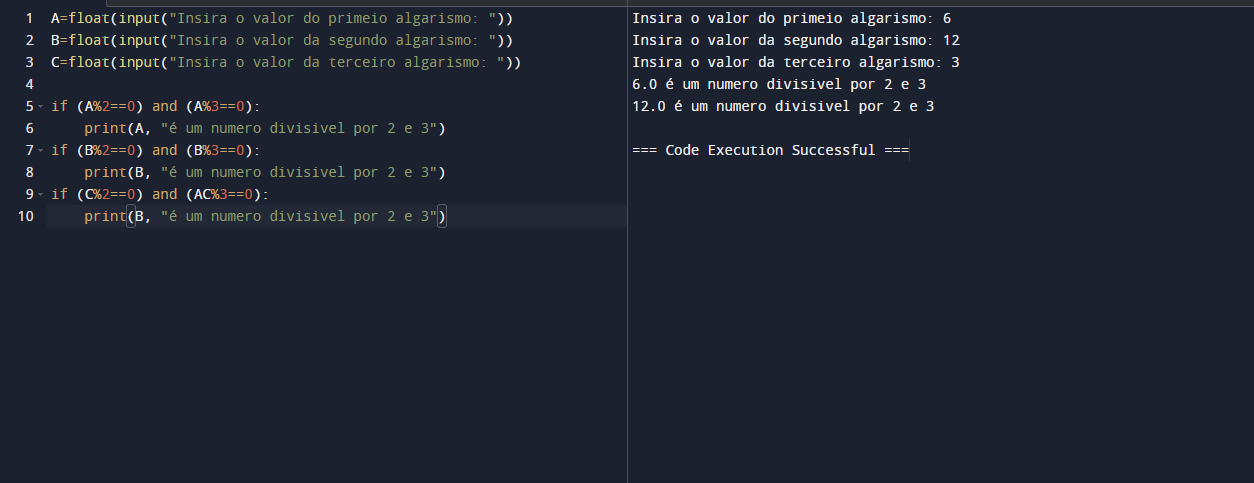 1 A=float(input("Insira o valor do primeio algarismo: "))
2 B=float(input("Insira o valor da segundo algarismo: "))
3 C=float(input("Insira o valor da terceiro algarismo: "))
4
5 if (A%2==0) and (A%3==0):
6     print(A, "é um numero divisivel por 2 e 3")
7 if (B%2==0) and (B%3==0):
8     print(B, "é um numero divisivel por 2 e 3")
9 if (C%2==0) and (AC%3==0):
10     print(B, "é um numero divisivel por 2 e 3")
Insira o valor do primeio algarismo: 6
Insira o valor da segundo algarismo: 12
Insira o valor da terceiro algarismo: 3
6.0 é um numero divisivel por 2 e 3
12.0 é um numero divisivel por 2 e 3
=== Code Execution Successful ===